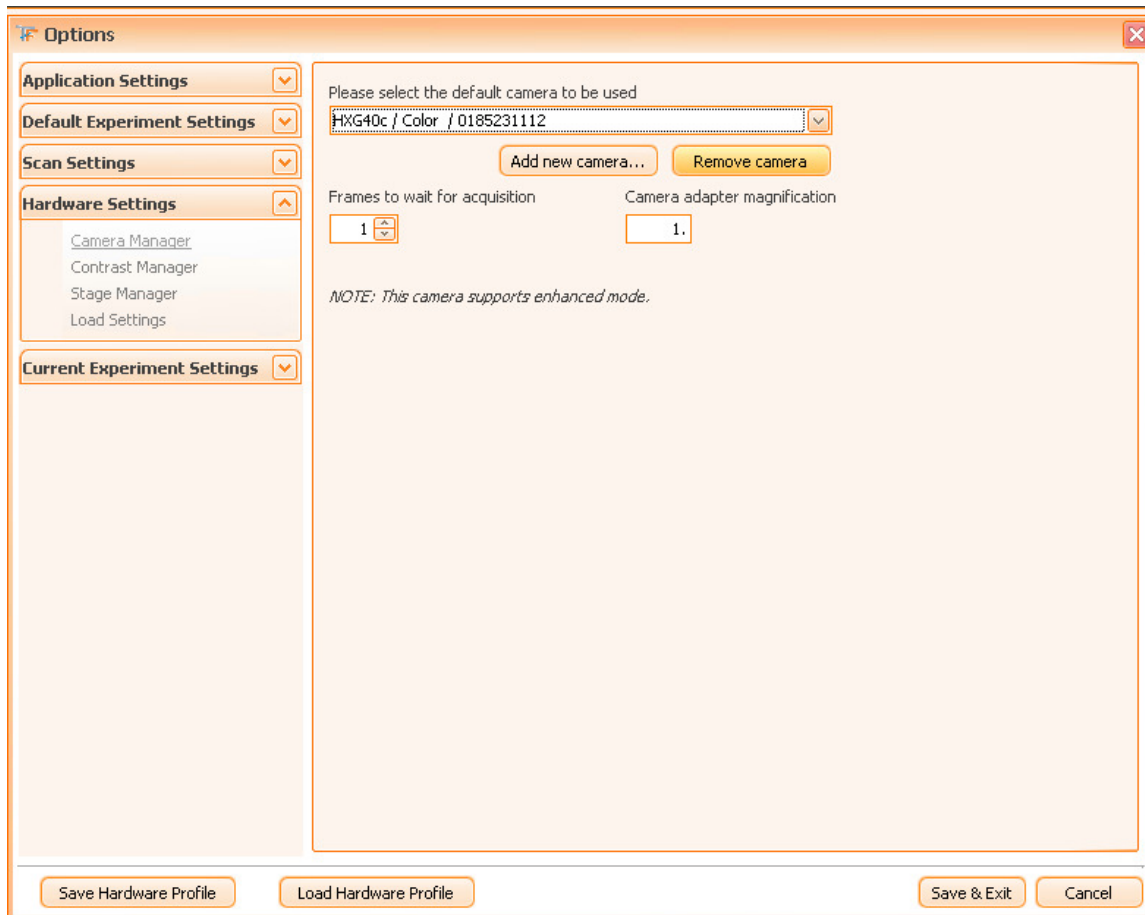 Options
Application Settings
Default Experiment Settings
Scan Settings
Hardware Settings
Camera Manager
Contrast Manager
Stage Manager
Load Settings
Current Experiment Settings
Please select the default camera to be used
HXG40c / Color / 0185231112
Add new camera... Remove camera
Frames to wait for acquisition Camera adapter magnification
1 1.
NOTE: This camera supports enhanced mode.
Save Hardware Profile Load Hardware Profile Save & Exit Cancel